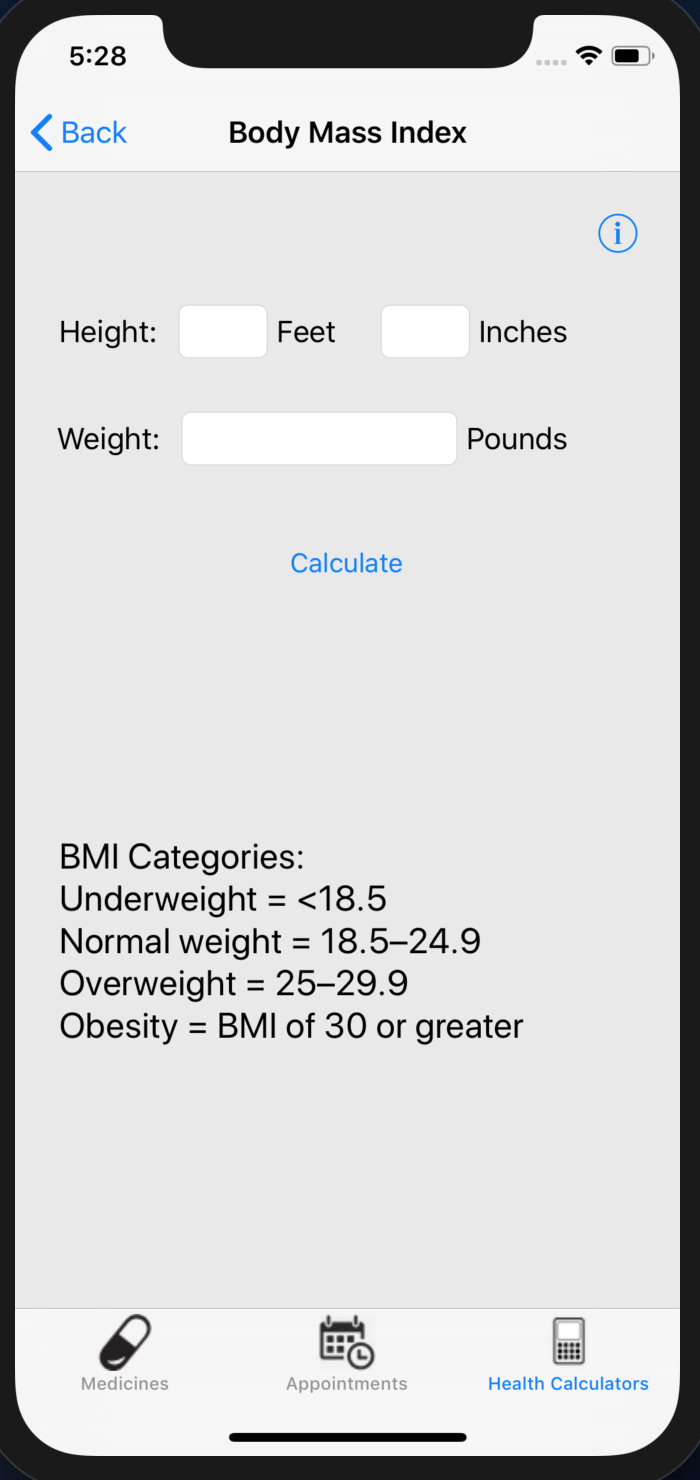 5:28
Back
Body Mass Index
i
Height:
Feet
Inches
Weight:
Pounds
Calculate
BMI Categories:
Underweight = <18.5
Normal weight = 18.5–24.9
Overweight = 25–29.9
Obesity = BMI of 30 or greater
Medicines
Appointments
Health Calculators